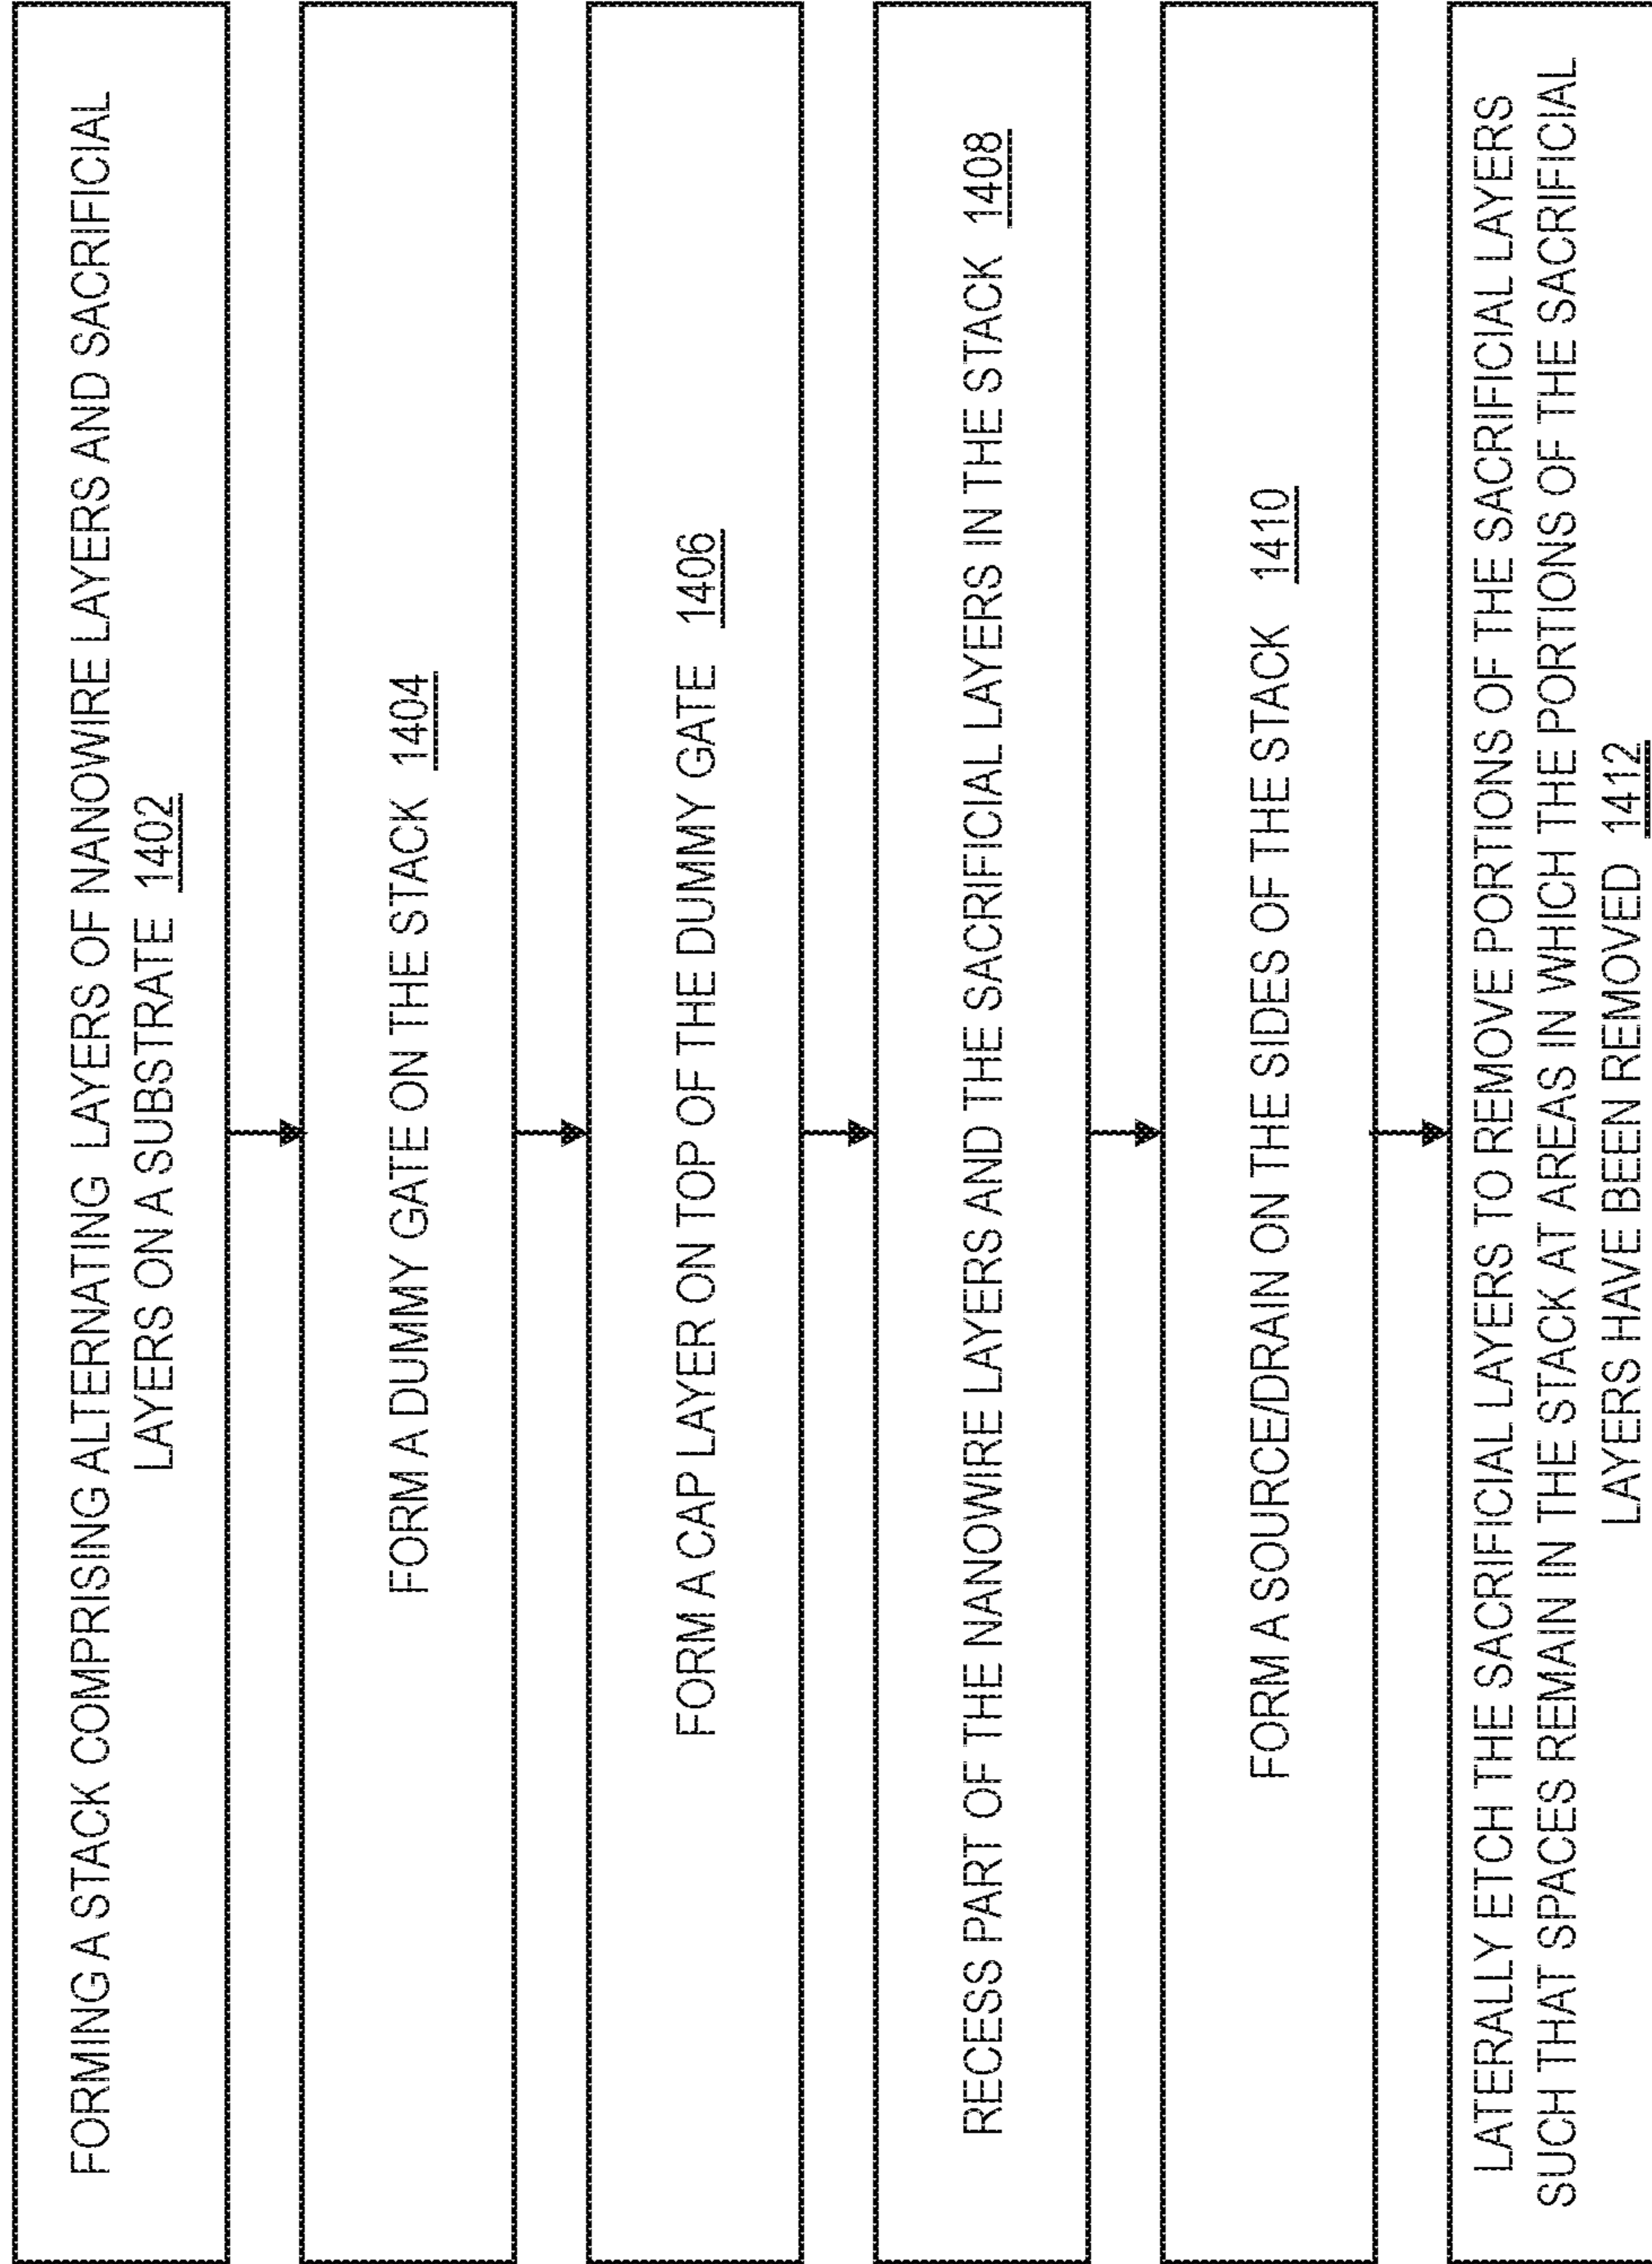 FORMING A STACK COMPRISING ALTERNATING LAYERS OF NANOWIRE LAYERS AND SACRIFICIAL
LAYERS ON A SUBSTRATE 1402
FORM A DUMMY GATE ON THE STACK 1404
FORM A CAP LAYER ON TOP OF THE DUMMY GATE 1406
RECESS PART OF THE NANOWIRE LAYERS AND THE SACRIFICIAL LAYERS IN THE STACK 1408
FORM A SOURCE/DRAIN ON THE SIDES OF THE STACK 1410
LATERALLY ETCH THE SACRIFICIAL LAYERS TO REMOVE PORTIONS OF THE SACRIFICIAL LAYERS
SUCH THAT SPACES REMAIN IN THE STACK AT AREAS IN WHICH THE PORTIONS OF THE SACRIFICIAL
LAYERS HAVE BEEN REMOVED 1412